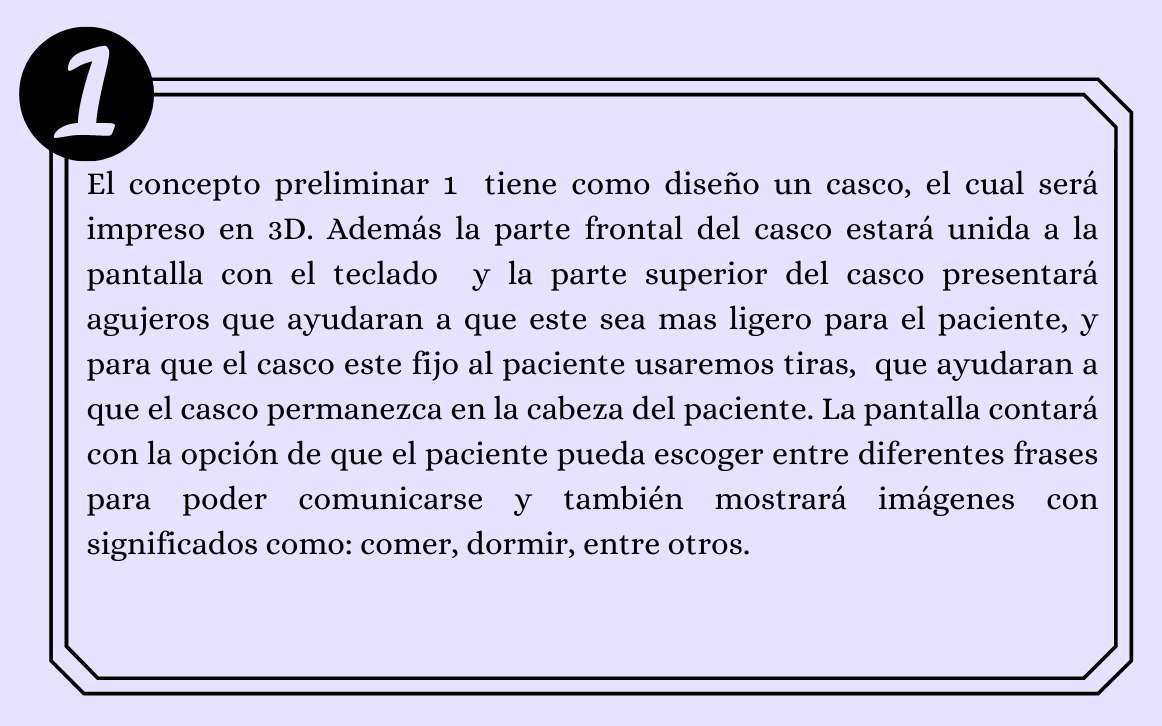 1
El concepto preliminar 1 tiene como diseño un casco, el cual será
impreso en 3D. Además la parte frontal del casco estará unida a la
pantalla con el teclado y la parte superior del casco presentará
agujeros que ayudaran a que este sea mas ligero para el paciente, y
para que el casco este fijo al paciente usaremos tiras, que ayudaran a
que el casco permanezca en la cabeza del paciente. La pantalla contará
con la opción de que el paciente pueda escoger entre diferentes frases
para poder comunicarse y también mostrará imágenes con
significados como: comer, dormir, entre otros.